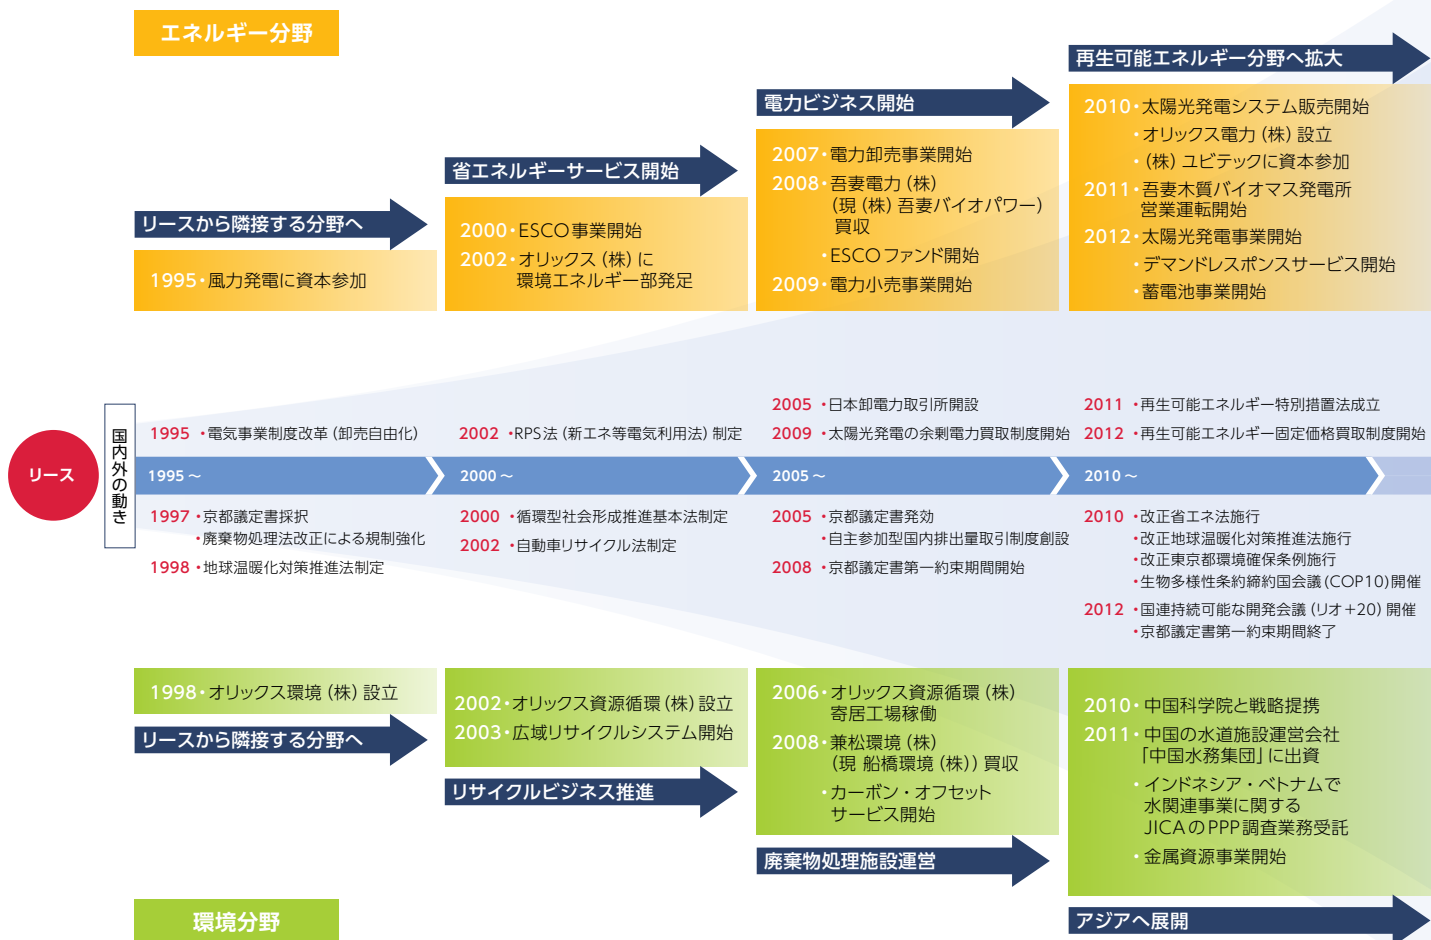 エネルギー分野
リースから隣接する分野へ
1995・風力発電に資本参加
省エネルギーサービス開始
2000・ESCO事業開始
2002・オリックス（株）に
環境エネルギー部発足
電力ビジネス開始
2007・電力卸売事業開始
2008・吾妻電力（株）
（現（株）吾妻バイオパワー）
買収
・ESCOファンド開始
2009・電力小売事業開始
再生可能エネルギー分野へ拡大
2010・太陽光発電システム販売開始
・オリックス電力（株）設立
・（株）ユビテックに資本参加
2011・吾妻木質バイオマス発電所
営業運転開始
2012・太陽光発電事業開始
・デマンドレスポンスサービス開始
・蓄電池事業開始
リース
国内外の動き
1995 ・電気事業制度改革（卸売自由化）
2002 ・RPS法（新エネ等電気利用法）制定
2005 ・日本卸電力取引所開設
2009 ・太陽光発電の余剰電力買取制度開始
2011 ・再生可能エネルギー特別措置法成立
2012 ・再生可能エネルギー固定価格買取制度開始
1995～
2000～
2005～
2010～
1997 ・京都議定書採択
・廃棄物処理法改正による規制強化
1998 ・地球温暖化対策推進法制定
2000 ・循環型社会形成推進基本法制定
2002 ・自動車リサイクル法制定
2005 ・京都議定書発効
・自主参加型国内排出量取引制度創設
2008 ・京都議定書第一約束期間開始
2010 ・改正省エネ法施行
・改正地球温暖化対策推進法施行
・改正東京都環境確保条例施行
・生物多様性条約締約国会議（COP10）開催
2012 ・国連持続可能な開発会議（リオ+20）開催
・京都議定書第一約束期間終了
1998・オリックス環境（株）設立
リースから隣接する分野へ
2002・オリックス資源循環（株）設立
2003・広域リサイクルシステム開始
リサイクルビジネス推進
2006・オリックス資源循環（株）
寄居工場稼働
2008・兼松環境（株）
（現 船橋環境（株））買収
・カーボン・オフセット
サービス開始
廃棄物処理施設運営
2010・中国科学院と戦略提携
2011・中国の水道施設運営会社
「中国水務集団」に出資
・インドネシア・ベトナムで
水関連事業に関する
JICAのPPP調査業務受託
・金属資源事業開始
アジアへ展開
環境分野